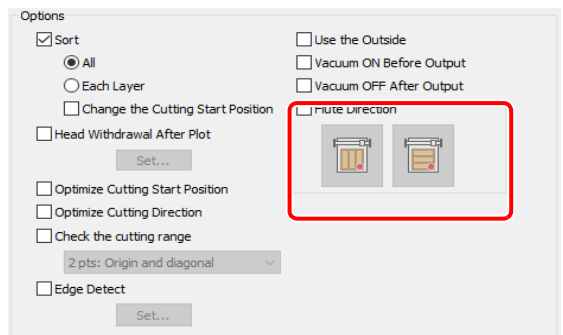 Options
Sort
All
Each Layer
Change the Cutting Start Position
Head Withdrawal After Plot
Set...
Optimize Cutting Start Position
Optimize Cutting Direction
Check the cutting range
2 pts: Origin and diagonal
Edge Detect
Set...
Use the Outside
Vacuum ON Before Output
Vacuum OFF After Output
Flute Direction